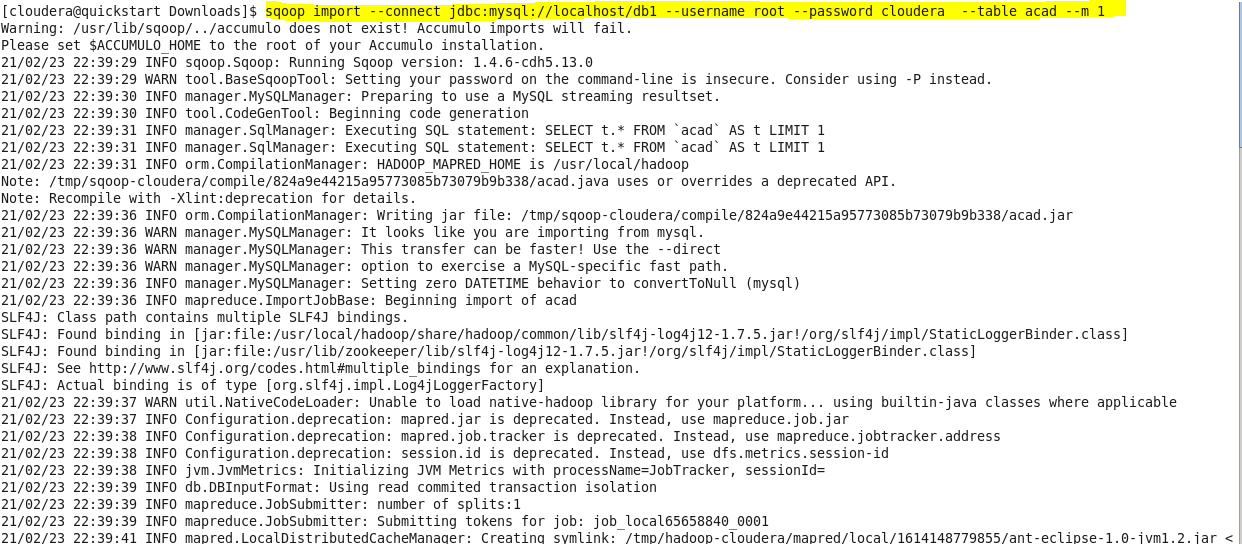 [cloudera@quickstart Downloads]$ sqoop import --connect jdbc:mysql://localhost/db1 --username root --password cloudera  --table acad --m 1
Warning: /usr/lib/sqoop/../accumulo does not exist! Accumulo imports will fail.
Please set $ACCUMULO_HOME to the root of your Accumulo installation.
21/02/23 22:39:29 INFO sqoop.Sqoop: Running Sqoop version: 1.4.6-cdh5.13.0
21/02/23 22:39:29 WARN tool.BaseSqoopTool: Setting your password on the command-line is insecure. Consider using -P instead.
21/02/23 22:39:30 INFO manager.MySQLManager: Preparing to use a MySQL streaming resultset.
21/02/23 22:39:30 INFO tool.CodeGenTool: Beginning code generation
21/02/23 22:39:31 INFO manager.SqlManager: Executing SQL statement: SELECT t.* FROM `acad` AS t LIMIT 1
21/02/23 22:39:31 INFO manager.SqlManager: Executing SQL statement: SELECT t.* FROM `acad` AS t LIMIT 1
21/02/23 22:39:31 INFO orm.CompilationManager: HADOOP_MAPRED_HOME is /usr/local/hadoop
Note: /tmp/sqoop-cloudera/compile/824a9e44215a95773085b73079b9b338/acad.java uses or overrides a deprecated API.
Note: Recompile with -Xlint:deprecation for details.
21/02/23 22:39:36 INFO orm.CompilationManager: Writing jar file: /tmp/sqoop-cloudera/compile/824a9e44215a95773085b73079b9b338/acad.jar
21/02/23 22:39:36 WARN manager.MySQLManager: It looks like you are importing from mysql.
21/02/23 22:39:36 WARN manager.MySQLManager: This transfer can be faster! Use the --direct
21/02/23 22:39:36 WARN manager.MySQLManager: option to exercise a MySQL-specific fast path.
21/02/23 22:39:36 INFO manager.MySQLManager: Setting zero DATETIME behavior to convertToNull (mysql)
21/02/23 22:39:36 INFO mapreduce.ImportJobBase: Beginning import of acad
SLF4J: Class path contains multiple SLF4J bindings.
SLF4J: Found binding in [jar:file:/usr/local/hadoop/share/hadoop/common/lib/slf4j-log4j12-1.7.5.jar!/org/slf4j/impl/StaticLoggerBinder.class]
SLF4J: Found binding in [jar:file:/usr/lib/zookeeper/lib/slf4j-log4j12-1.7.5.jar!/org/slf4j/impl/StaticLoggerBinder.class]
SLF4J: See http://www.slf4j.org/codes.html#multiple_bindings for an explanation.
SLF4J: Actual binding is of type [org.slf4j.impl.Log4jLoggerFactory]
21/02/23 22:39:37 WARN util.NativeCodeLoader: Unable to load native-hadoop library for your platform... using builtin-java classes where applicable
21/02/23 22:39:37 INFO Configuration.deprecation: mapred.jar is deprecated. Instead, use mapreduce.job.jar
21/02/23 22:39:38 INFO Configuration.deprecation: mapred.job.tracker is deprecated. Instead, use mapreduce.jobtracker.address
21/02/23 22:39:38 INFO Configuration.deprecation: session.id is deprecated. Instead, use dfs.metrics.session-id
21/02/23 22:39:38 INFO jvm.JvmMetrics: Initializing JVM Metrics with processName=JobTracker, sessionId=
21/02/23 22:39:39 INFO db.DBInputFormat: Using read commited transaction isolation
21/02/23 22:39:39 INFO mapreduce.JobSubmitter: number of splits:1
21/02/23 22:39:39 INFO mapreduce.JobSubmitter: Submitting tokens for job: job_local65658840_0001
21/02/23 22:39:41 INFO mapred.LocalDistributedCacheManager: Creating symlink: /tmp/hadoop-cloudera/mapred/local/1614148779855/ant-eclipse-1.0-jvm1.2.jar <